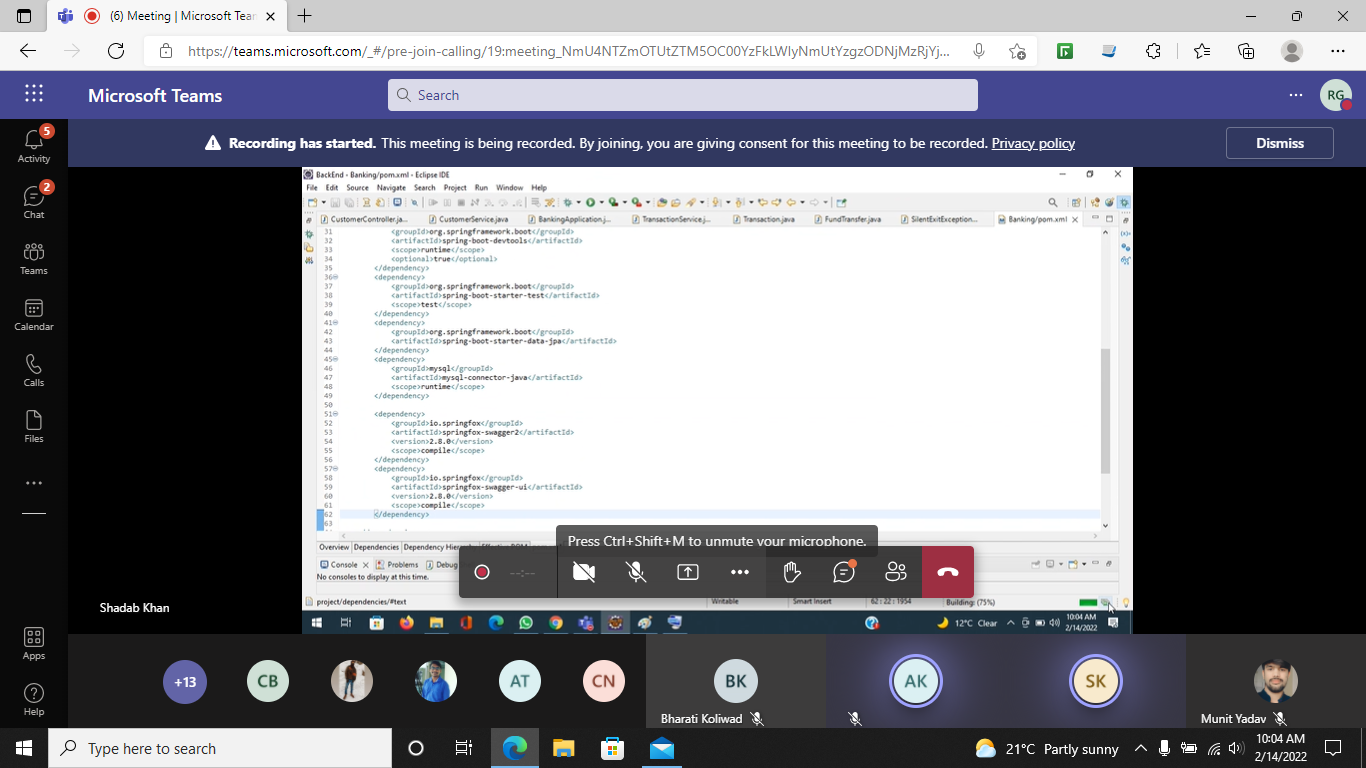 (6) Meeting | Microsoft Tea
https://teams.microsoft.com/_#/pre-join-calling/19:meeting_NmU4NTZmOTUtZTM5OC00YzFkLWIyNmUtYzgzODNjMzRjYj...
Microsoft Teams
Search
RG
5
Activity
2
Chat
Teams
Calendar
Calls
Files
Apps
Help
Recording has started. This meeting is being recorded. By joining, you are giving consent for this meeting to be recorded. Privacy policy
Dismiss
BackEnd - Banking/pom.xml - Eclipse IDE
File Edit Source Navigate Search Project Run Window Help
CustomerController.ja... CustomerService.java BankingApplication.j... TransactionService.j... Transaction.java FundTransfer.java SilentExitException... Banking/pom.xml
31 <groupId>org.springframework.boot</groupId>
32 <artifactId>spring-boot-devtools</artifactId>
33 <scope>runtime</scope>
34 <optional>true</optional>
35 </dependency>
36 <dependency>
37 <groupId>org.springframework.boot</groupId>
38 <artifactId>spring-boot-starter-test</artifactId>
39 <scope>test</scope>
40 </dependency>
41 <dependency>
42 <groupId>org.springframework.boot</groupId>
43 <artifactId>spring-boot-starter-data-jpa</artifactId>
44 </dependency>
45 <dependency>
46 <groupId>mysql</groupId>
47 <artifactId>mysql-connector-java</artifactId>
48 <scope>runtime</scope>
49 </dependency>
50
51 <dependency>
52 <groupId>io.springfox</groupId>
53 <artifactId>springfox-swagger2</artifactId>
54 <version>2.8.0</version>
55 <scope>compile</scope>
56 </dependency>
57 <dependency>
58 <groupId>io.springfox</groupId>
59 <artifactId>springfox-swagger-ui</artifactId>
60 <version>2.8.0</version>
61 <scope>compile</scope>
62 </dependency>
63
Press Ctrl+Shift+M to unmute your microphone.
Overview Dependencies Dependency
Console Problems Debug
No consoles to display at this time.
project/dependencies/#text Writable Smart Insert 62 : 22 : 1954 Building: (75%)
12°C Clear
10:04 AM
2/14/2022
Shadab Khan
+13
CB
AT
CN
BK
Bharati Koliwad
AK
SK
Munit Yadav
Type here to search
21°C Partly sunny
10:04 AM
2/14/2022